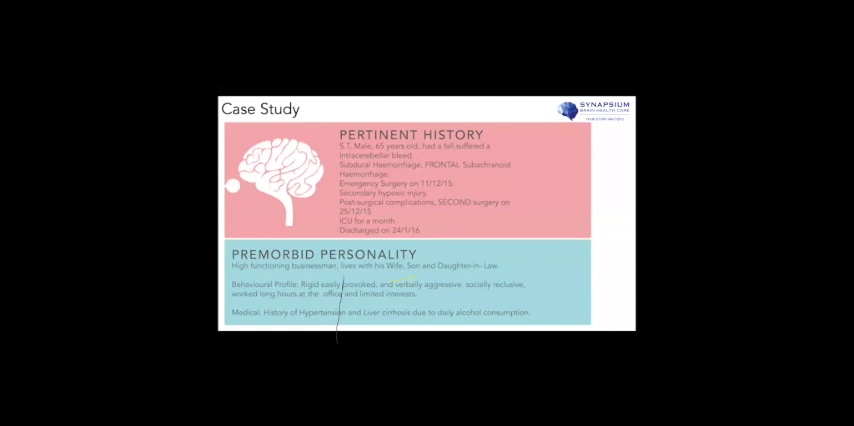 Case Study
SYNAPSIUM
BRAIN HEALTH CARE
YOUR STORY MATTERS
PERTINENT HISTORY
S.T, Male, 65 years old, had a fall,suffered a
Intracerebellar bleed.
Subdural Haemorrhage, FRONTAL Subarachnoid
Haemorrhage.
Emergency Surgery on 11/12/15.
Secondary hypoxic injury.
Post-surgical complications, SECOND surgery on
25/12/15
ICU for a month
Discharged on 24/1/16
PREMORBID PERSONALITY
High functioning businessman, lives with his Wife, Son and Daughter-in- Law.
Behavioural Profile: Rigid easily provoked, and verbally aggressive. socially reclusive,
worked long hours at the office and limited interests.
Medical: History of Hypertension and Liver cirrhosis due to daily alcohol consumption.